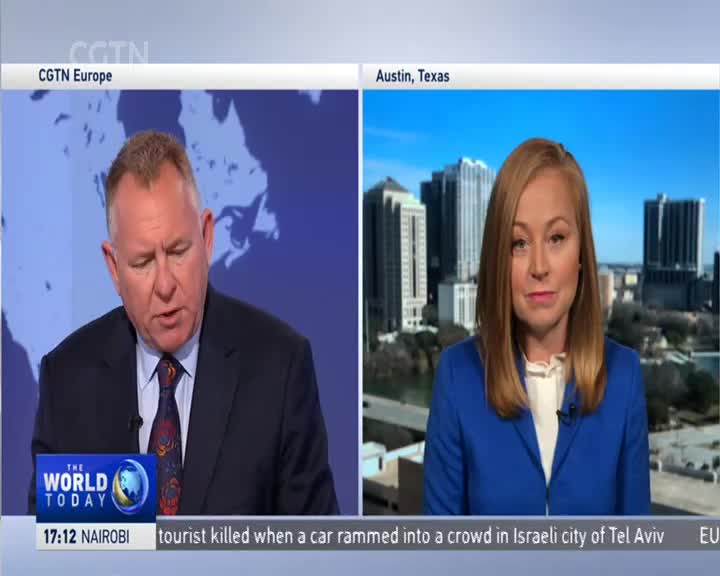 CGTN
CGTN Europe
Austin, Texas
THE
WORLD
TODAY
17:12 NAIROBI
tourist killed when a car rammed into a crowd in Israeli city of Tel Aviv
EU